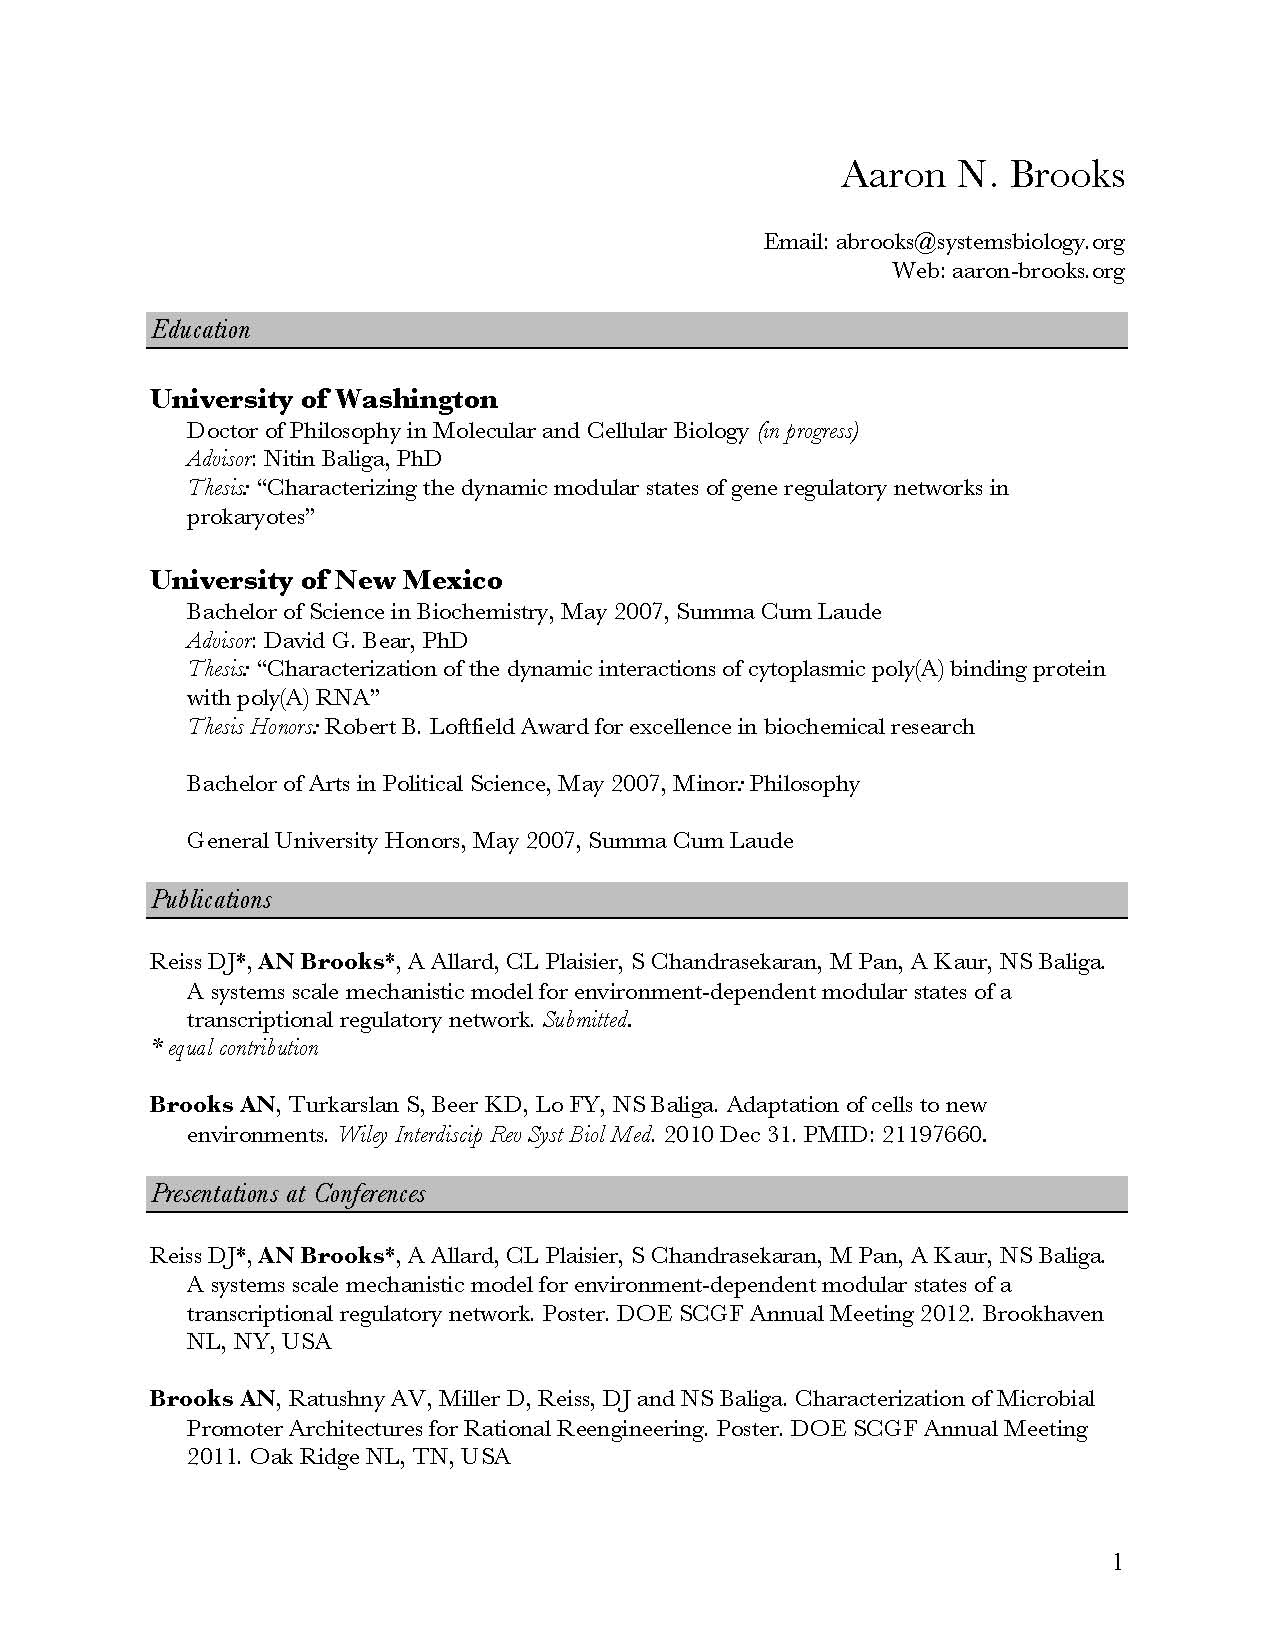 Aaron N. Brooks
Email: abrooks@systemsbiology.org
Web: aaron-brooks.org
Education
University of Washington
Doctor of Philosophy in Molecular and Cellular Biology (in progress)
Advisor: Nitin Baliga, PhD
Thesis: “Characterizing the dynamic modular states of gene regulatory networks in
prokaryotes”
University of New Mexico
Bachelor of Science in Biochemistry, May 2007, Summa Cum Laude
Advisor: David G. Bear, PhD
Thesis: “Characterization of the dynamic interactions of cytoplasmic poly(A) binding protein
with poly(A) RNA”
Thesis Honors: Robert B. Loftfield Award for excellence in biochemical research
Bachelor of Arts in Political Science, May 2007, Minor: Philosophy
General University Honors, May 2007, Summa Cum Laude
Publications
Reiss DJ*, AN Brooks*, A Allard, CL Plaisier, S Chandrasekaran, M Pan, A Kaur, NS Baliga.
A systems scale mechanistic model for environment-dependent modular states of a
transcriptional regulatory network. Submitted.
* equal contribution
Brooks AN, Turkarslan S, Beer KD, Lo FY, NS Baliga. Adaptation of cells to new
environments. Wiley Interdiscip Rev Syst Biol Med. 2010 Dec 31. PMID: 21197660.
Presentations at Conferences
Reiss DJ*, AN Brooks*, A Allard, CL Plaisier, S Chandrasekaran, M Pan, A Kaur, NS Baliga.
A systems scale mechanistic model for environment-dependent modular states of a
transcriptional regulatory network. Poster. DOE SCGF Annual Meeting 2012. Brookhaven
NL, NY, USA
Brooks AN, Ratushny AV, Miller D, Reiss, DJ and NS Baliga. Characterization of Microbial
Promoter Architectures for Rational Reengineering. Poster. DOE SCGF Annual Meeting
2011. Oak Ridge NL, TN, USA
1